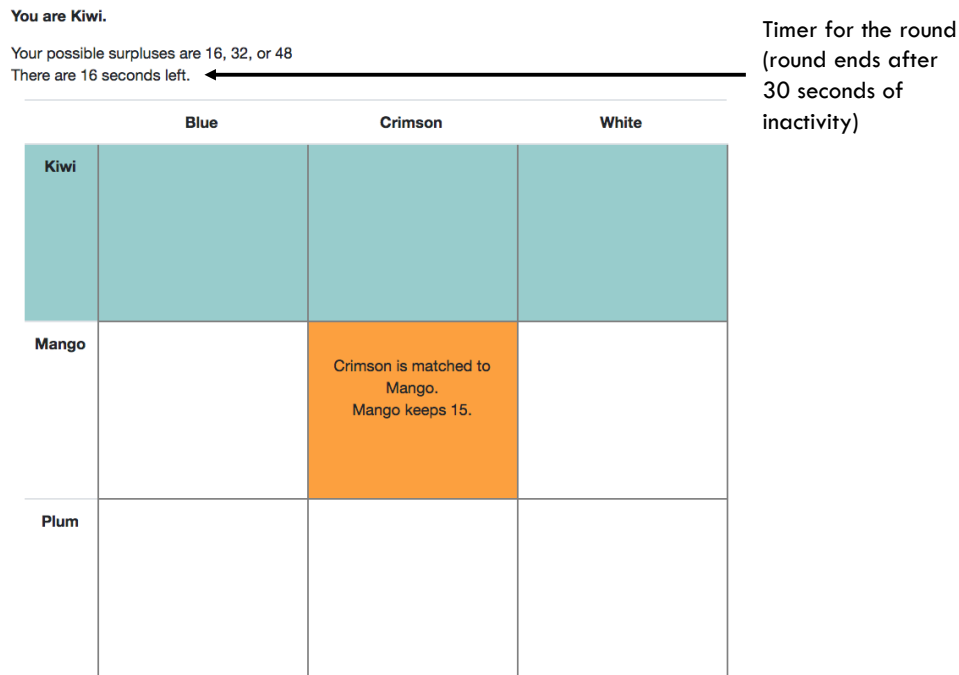 You are Kiwi.
Your possible surpluses are 16, 32, or 48
There are 16 seconds left.
Timer for the round
(round ends after
30 seconds of
inactivity)
Blue Crimson White
Kiwi
Mango
Crimson is matched to
Mango.
Mango keeps 15.
Plum